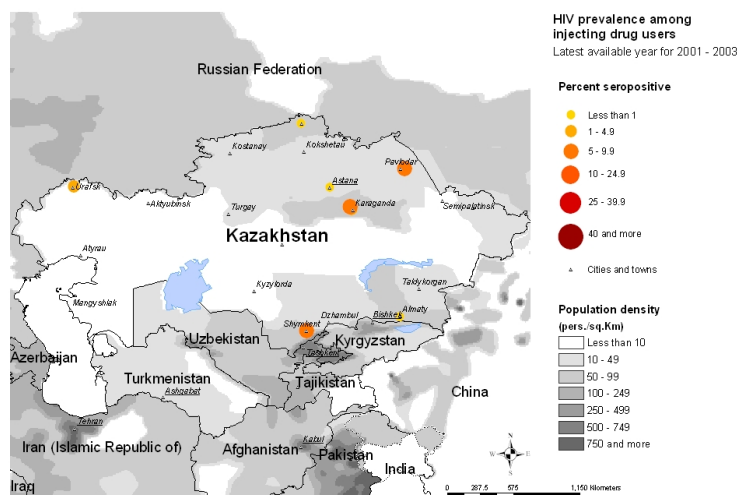 HIV prevalence among
injecting drug users
Latest available year for 2001 - 2003
Percent seropositive
Less than 1
1 - 4.9
5 - 9.9
10 - 24.9
25 - 39.9
40 and more
Cities and towns
Population density
(pers./sq.Km)
Less than 10
10 - 49
50 - 99
100 - 249
250 - 499
500 - 749
750 and more
Russian Federation
Kostanay
Kokshetau
Pavlodar
Ural'sk
Astana
Aktyubinsk
Turgay
Karaganda
Semipalatinsk
Kazakhstan
Atyrau
Mangyshlak
Kyzylorda
Taldykorgan
Shymkent
Dzhambul
Bishkek
Almaty
Uzbekistan
Kyrgyzstan
Tashkent
Azerbaijan
Turkmenistan
Ashgabat
Tajikistan
China
Tehran
Iran (Islamic Republic of)
Afghanistan
Kabul
Pakistan
India
Iraq
N
W E
S
0 287.5 575 1,150 Kilometers